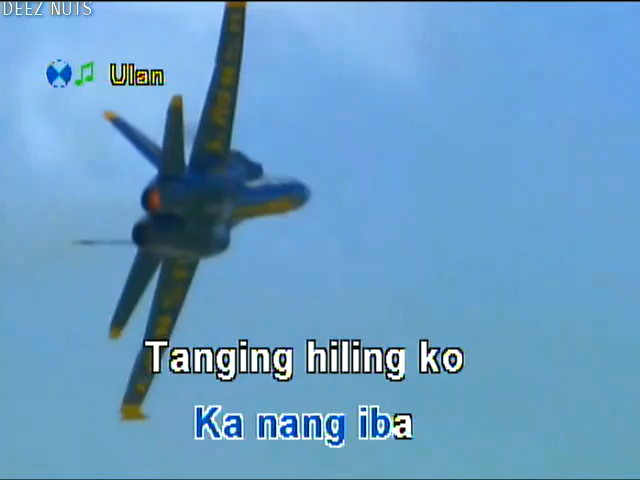 DEEZ NUTS
Ulan
Tanging hiling ko
Ka nang iba